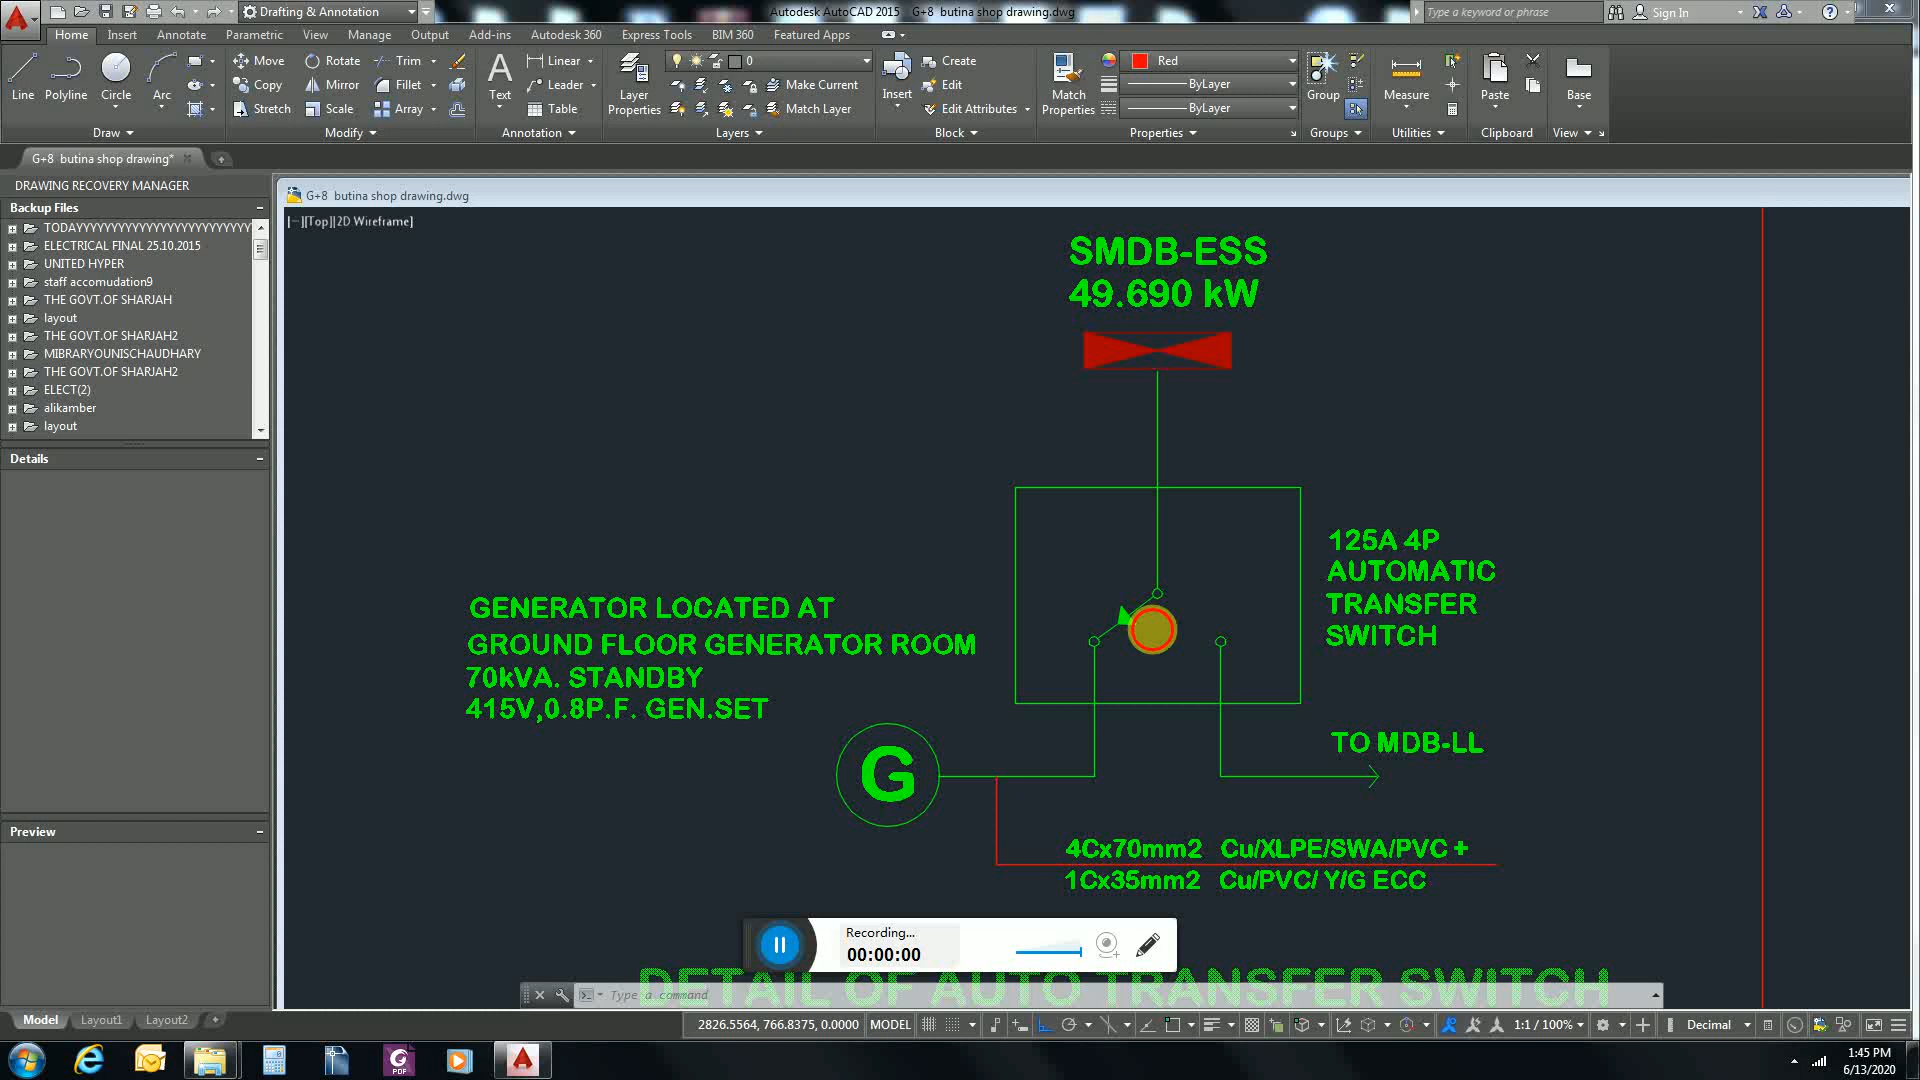 Drafting & Annotation
Autodesk AutoCAD 2015 G+8 butina shop drawing.dwg
Type a keyword or phrase
Sign In
Home Insert Annotate Parametric View Manage Output Add-ins Autodesk 360 Express Tools BIM 360 Featured Apps
Line
Polyline
Circle
Arc
Draw
Move
Copy
Stretch
Rotate
Mirror
Scale
Trim
Fillet
Array
Modify
Text
Linear
Leader
Table
Annotation
Layer
Properties
0
Make Current
Match Layer
Layers
Insert
Create
Edit
Edit Attributes
Block
Match
Properties
Red
ByLayer
ByLayer
Properties
Group
Groups
Measure
Utilities
Paste
Clipboard
Base
View
G+8 butina shop drawing*
DRAWING RECOVERY MANAGER
Backup Files
TODAYYYYYYYYYYYYYYYYYYYYYYYY
ELECTRICAL FINAL 25.10.2015
UNITED HYPER
staff accomudation9
THE GOVT.OF SHARJAH
layout
THE GOVT.OF SHARJAH2
MIBRARYOUNISCHAUDHARY
THE GOVT.OF SHARJAH2
ELECT(2)
alikamber
layout
Details
Preview
G+8 butina shop drawing.dwg
[−][Top][2D Wireframe]
SMDB-ESS
49.690 kW
125A 4P
AUTOMATIC
TRANSFER
SWITCH
GENERATOR LOCATED AT
GROUND FLOOR GENERATOR ROOM
70kVA. STANDBY
415V,0.8P.F. GEN.SET
G
TO MDB-LL
4Cx70mm2 Cu/XLPE/SWA/PVC +
1Cx35mm2 Cu/PVC/ Y/G ECC
Recording...
00:00:00
DETAIL OF AUTO TRANSFER SWITCH
Type a command
Model Layout1 Layout2
2826.5564, 766.8375, 0.0000 MODEL
1:1 / 100%
Decimal
PDF
1:45 PM
6/13/2020